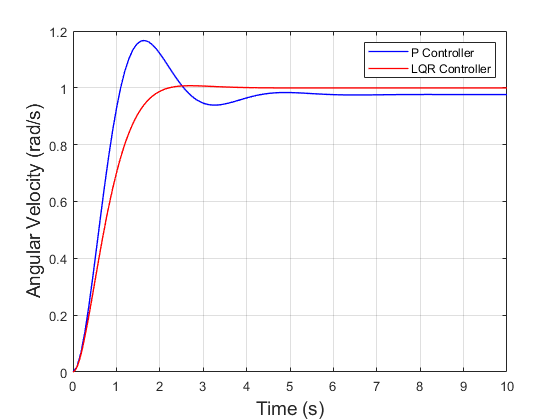 1.2
1
0.8
0.6
0.4
0.2
0
Angular Velocity (rad/s)
P Controller
LQR Controller
0 1 2 3 4 5 6 7 8 9 10
Time (s)